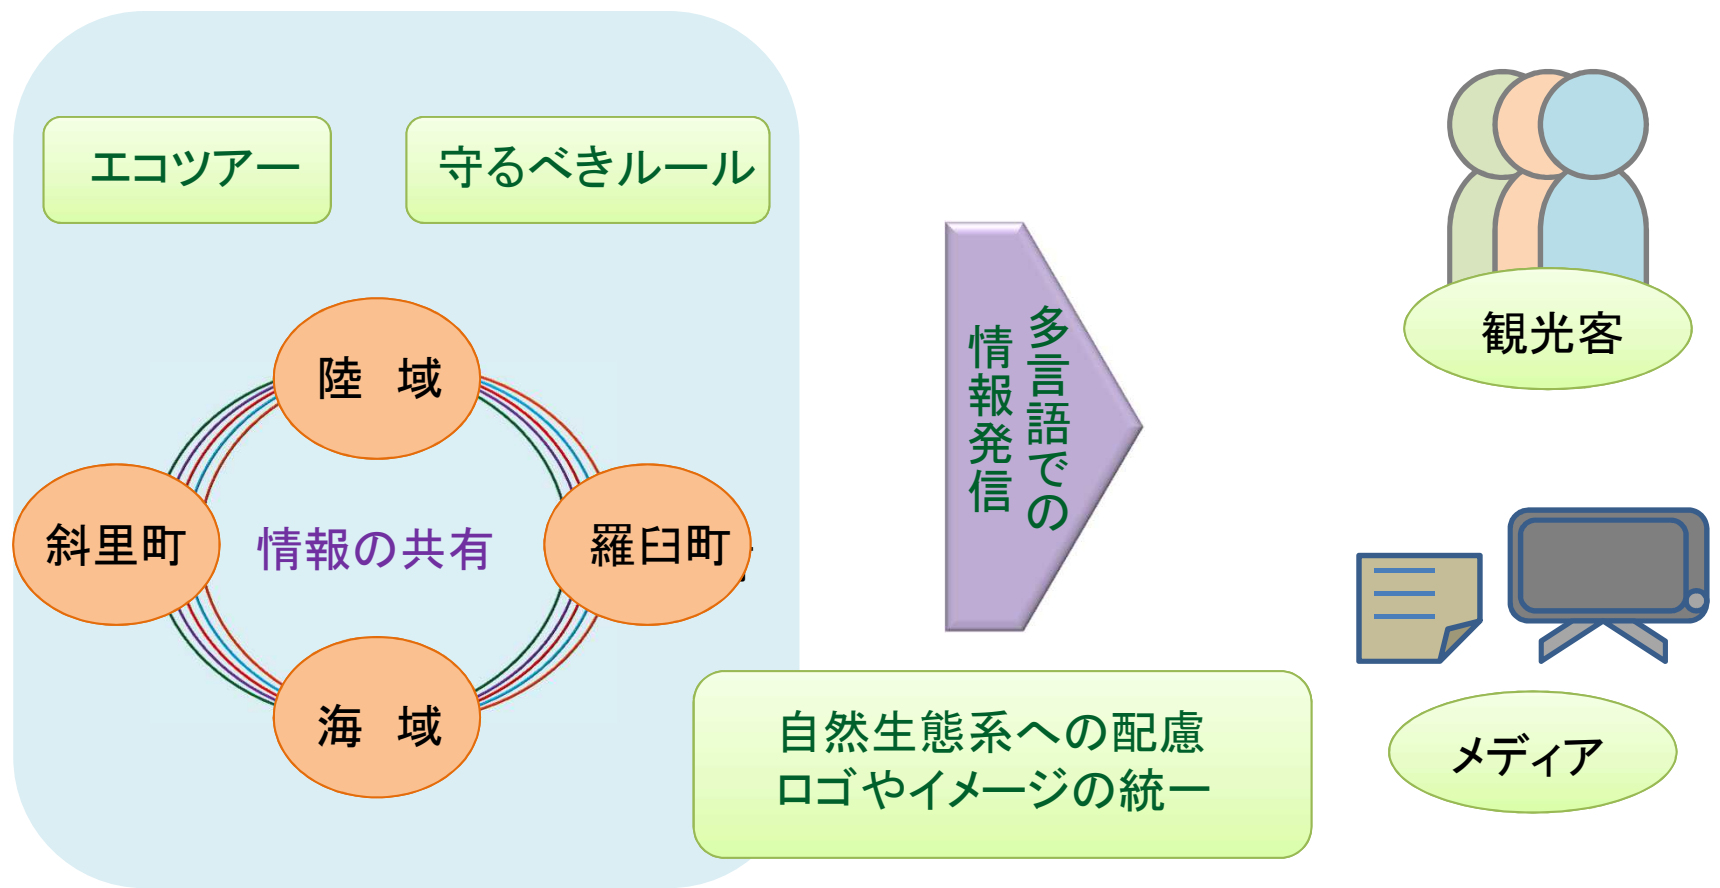 エコツアー
守るべきルール
陸　域
斜里町
情報の共有
羅臼町
海　域
多言語での
情報発信
自然生態系への配慮
ロゴやイメージの統一
観光客
メディア